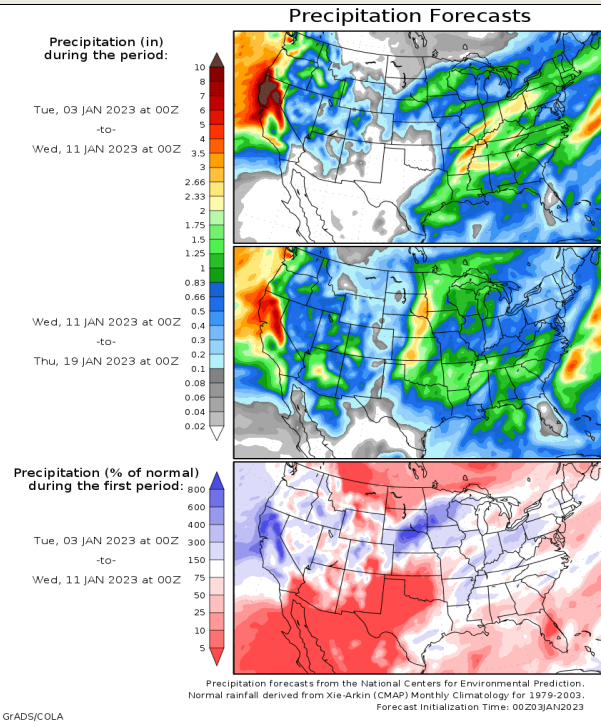 Precipitation Forecasts
Precipitation (in)
during the period:
Tue, 03 JAN 2023 at 00Z
-to-
Wed, 11 JAN 2023 at 00Z
10
8
7
6
5
4
3.5
3
2.66
2.33
2
1.75
1.5
1.25
1
0.83
0.66
0.5
0.4
0.3
0.2
0.1
0.08
0.06
0.04
0.02
Wed, 11 JAN 2023 at 00Z
-to-
Thu, 19 JAN 2023 at 00Z
Precipitation (% of normal)
during the first period:
Tue, 03 JAN 2023 at 00Z
-to-
Wed, 11 JAN 2023 at 00Z
800
600
400
300
150
75
50
25
10
5
Precipitation forecasts from the National Centers for Environmental Prediction.
Normal rainfall derived from Xie-Arkin (CMAP) Monthly Climatology for 1979-2003.
Forecast Initialization Time: 00Z03JAN2023
GrADS/COLA